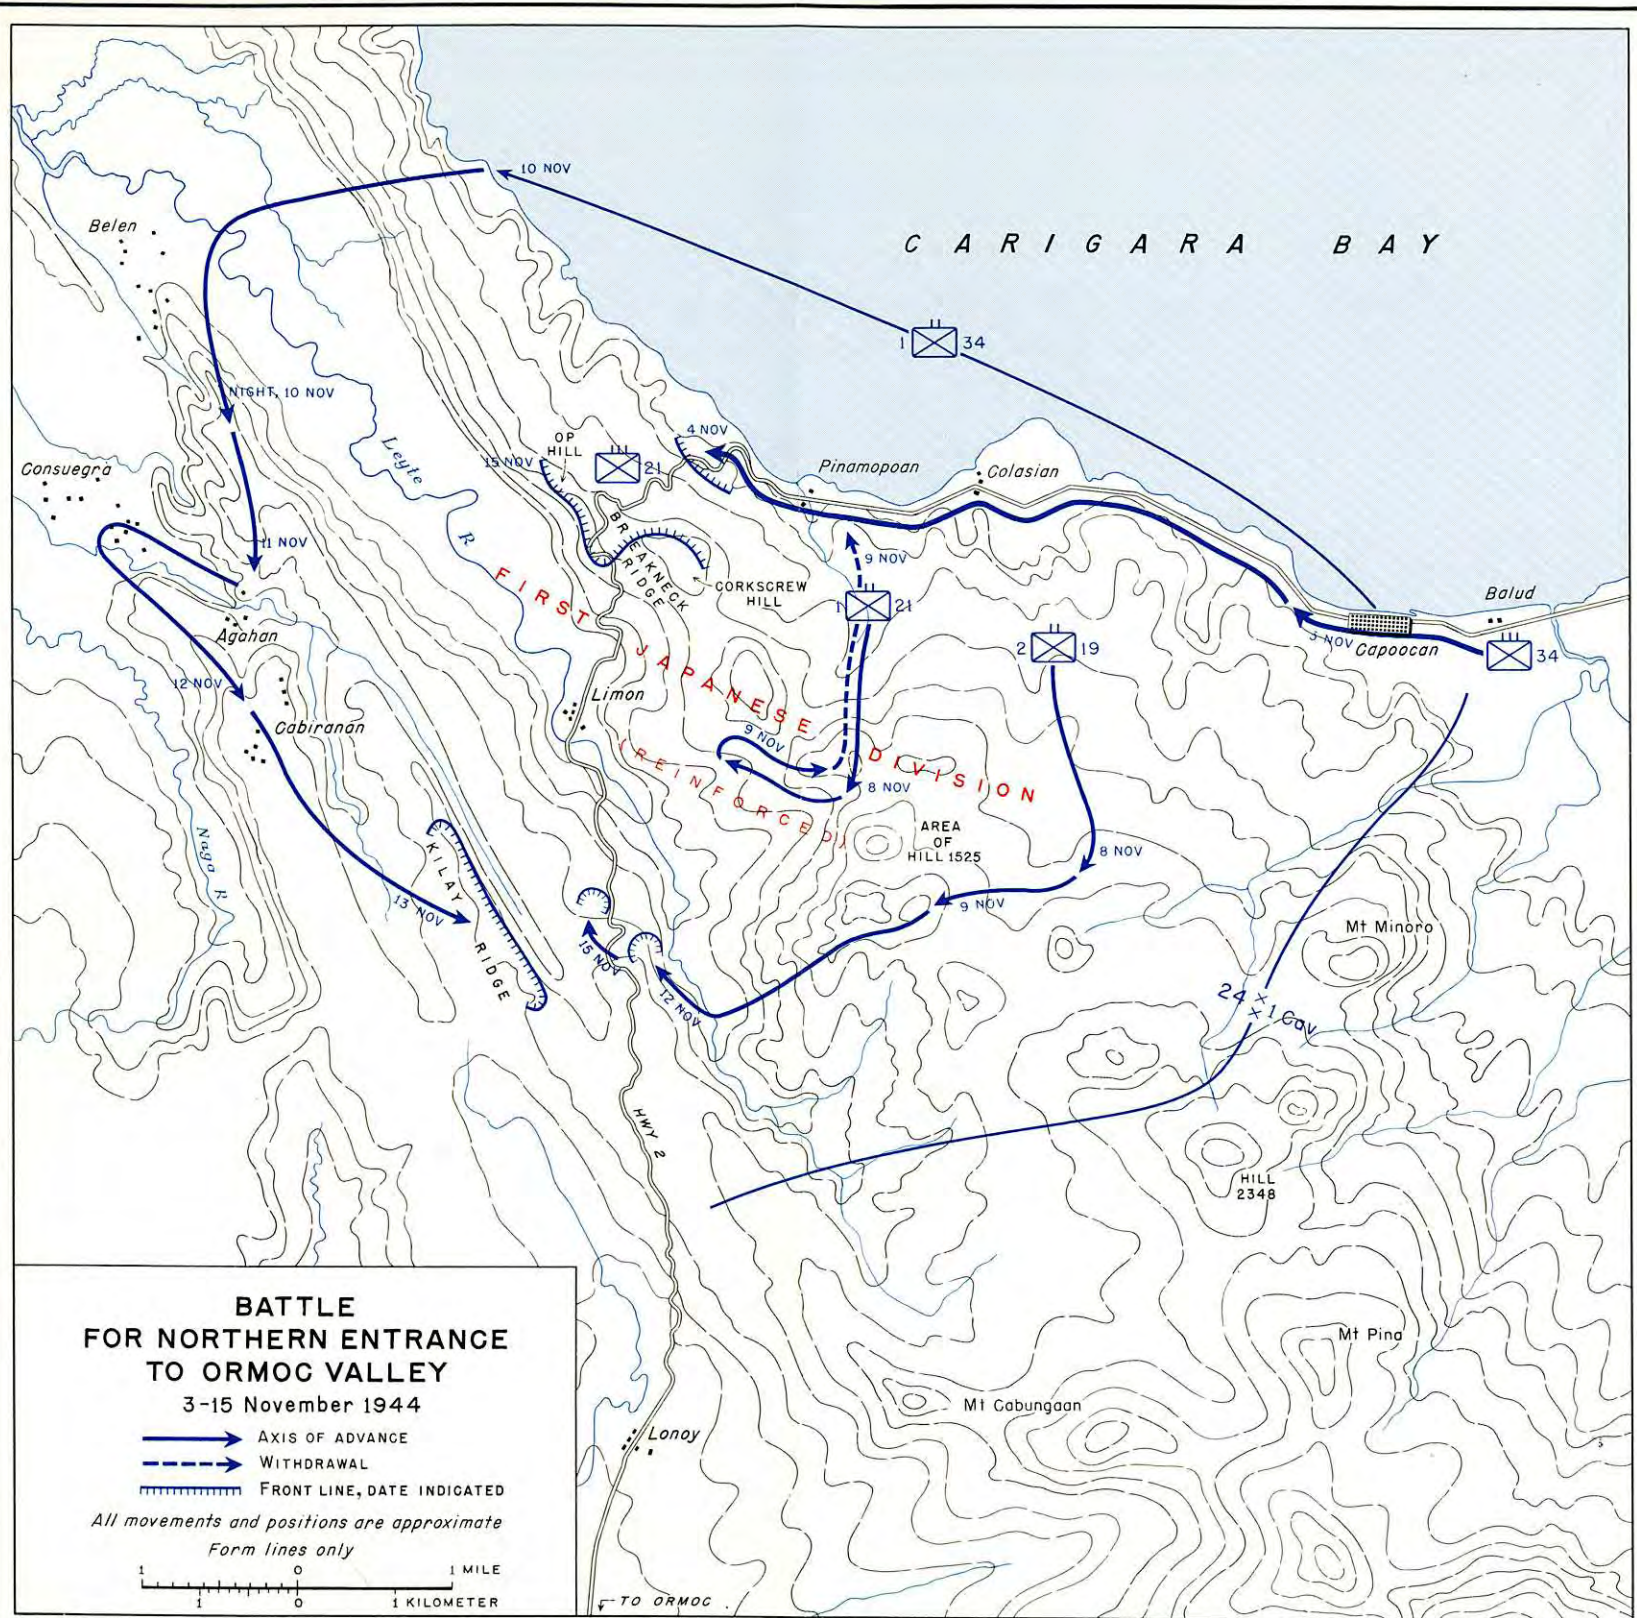 10 NOV
CARIGARA BAY
Belen
1 34
NIGHT, 10 NOV
Leyte R
4 NOV
OP
HILL
15 NOV
21
Consuegra
Pinamopoan
Colasian
11 NOV
BREAKNECK
RIDGE
CORKSCREW
HILL
9 NOV
1 21
2 19
Balud
3 NOV
Capoocan
34
Agahan
12 NOV
Cabiranan
FIRST JAPANESE DIVISION
(REINFORCED)
Limon
9 NOV
8 NOV
AREA
OF
HILL 1525
8 NOV
9 NOV
Naga R
KILAY RIDGE
13 NOV
15 NOV
12 NOV
Mt Minoro
24 x
x 1 Cav
HWY 2
HILL
2348
Mt Pina
Mt Cabungaan
Lonoy
TO ORMOC
BATTLE
FOR NORTHERN ENTRANCE
TO ORMOC VALLEY
3-15 November 1944
AXIS OF ADVANCE
WITHDRAWAL
FRONT LINE, DATE INDICATED
All movements and positions are approximate
Form lines only
1 0 1 MILE
1 0 1 KILOMETER